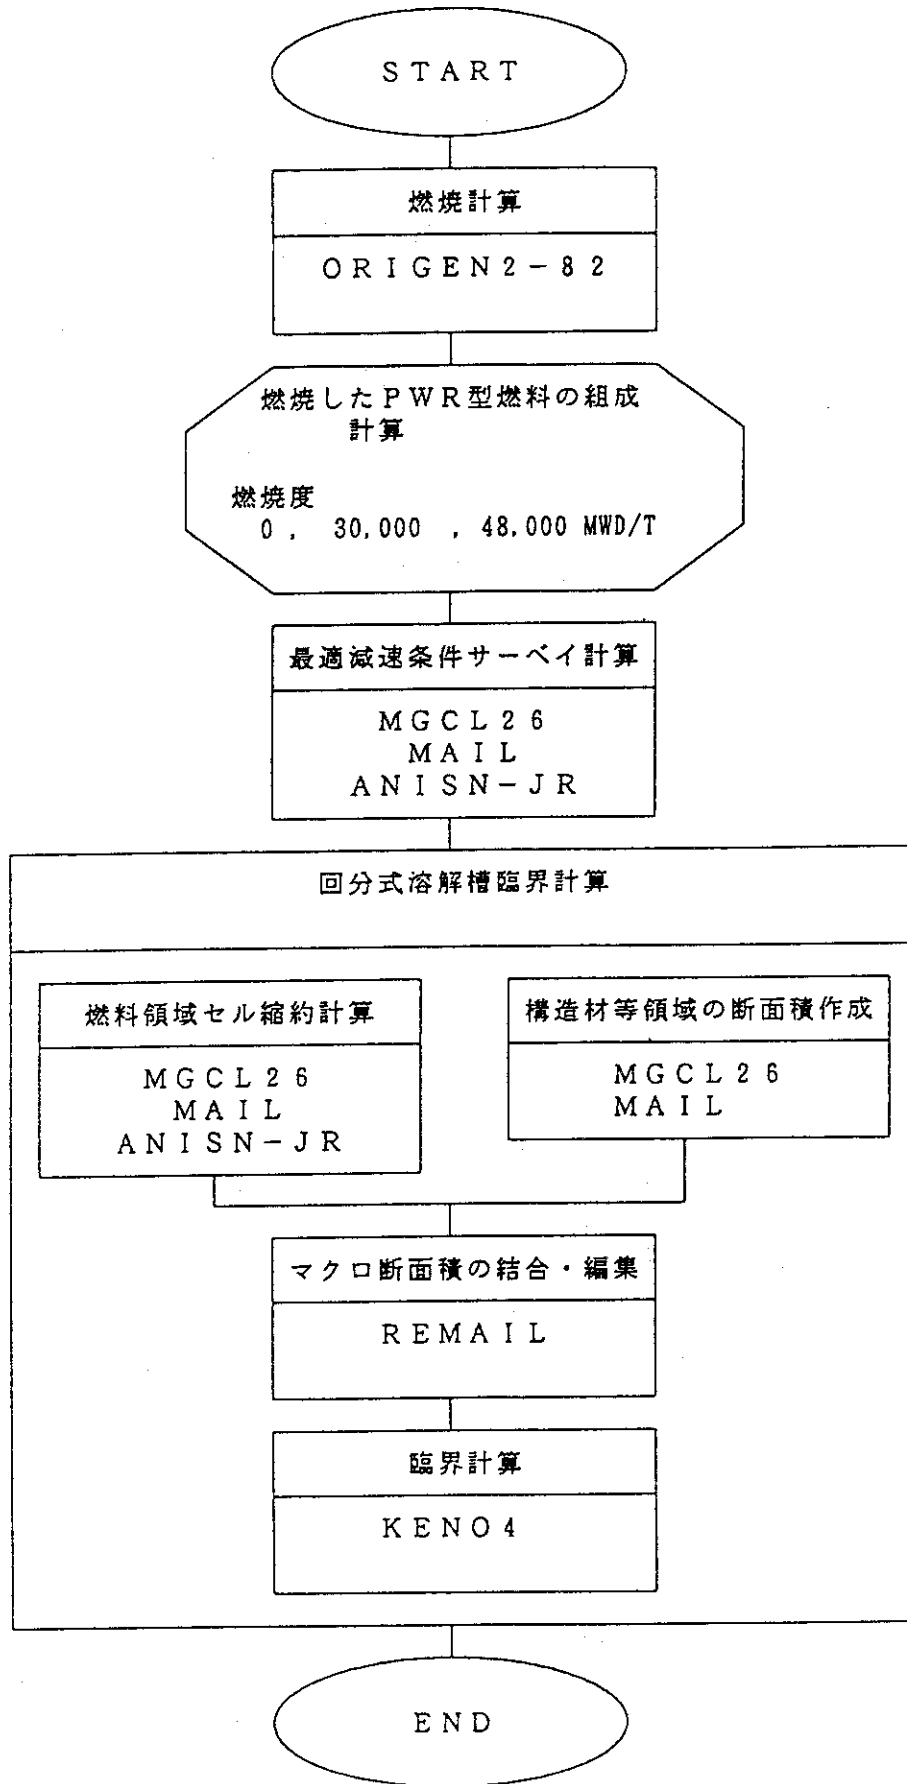 START
燃焼計算
ORIGEN2-82
燃焼したPWR型燃料の組成
計算
燃焼度
0, 30,000 , 48,000 MWD/T
最適減速条件サーベイ計算
MGCL26
MAIL
ANISN-JR
回分式溶解槽臨界計算
燃料領域セル縮約計算
MGCL26
MAIL
ANISN-JR
構造材等領域の断面積作成
MGCL26
MAIL
マクロ断面積の結合・編集
REMAIL
臨界計算
KENO4
END